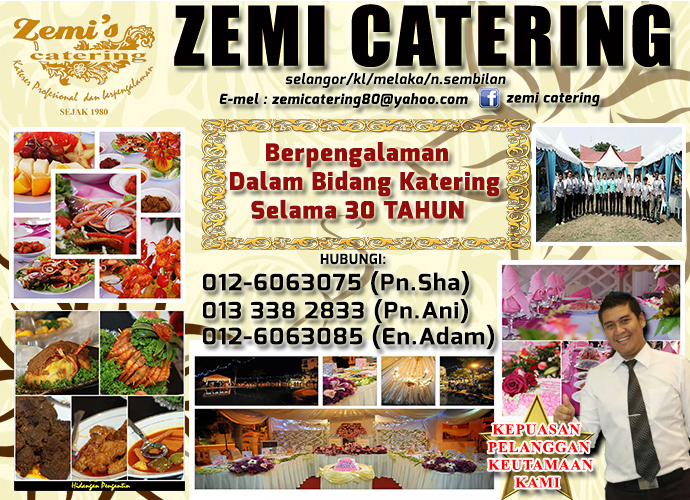 Zemi's
catering
Katerer Profesional dan berpengalaman
SEJAK 1980
ZEMI CATERING
selangor/kl/melaka/n.sembilan
E-mel : zemicatering80@yahoo.com f zemi catering
Berpengalaman
Dalam Bidang Katering
Selama 30 TAHUN
HUBUNGI:
012-6063075 (Pn.Sha)
013 338 2833 (Pn.Ani)
012-6063085 (En.Adam)
KEPUASAN
PELANGGAN
KEUTAMAAN
KAMI
Hidangan Pengantin